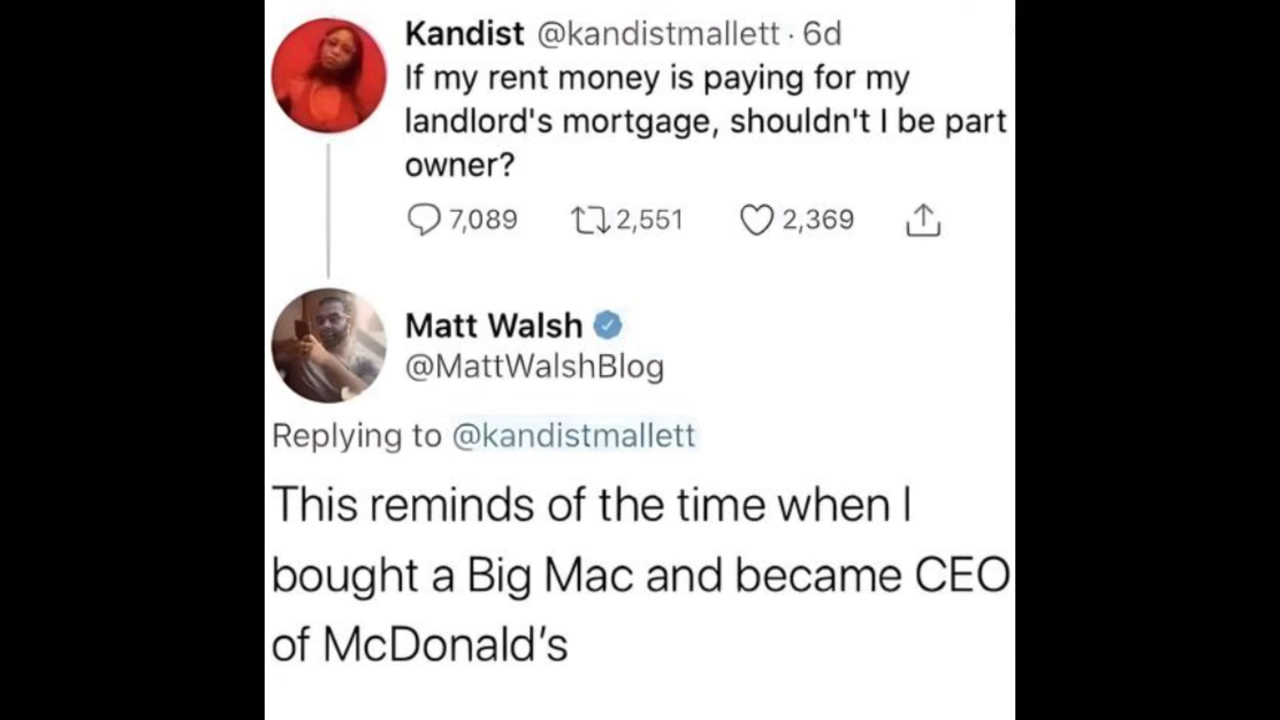 Kandist @kandistmallett · 6d
If my rent money is paying for my
landlord's mortgage, shouldn't I be part
owner?
7,089 2,551 2,369
Matt Walsh
@MattWalshBlog
Replying to @kandistmallett
This reminds of the time when I
bought a Big Mac and became CEO
of McDonald's